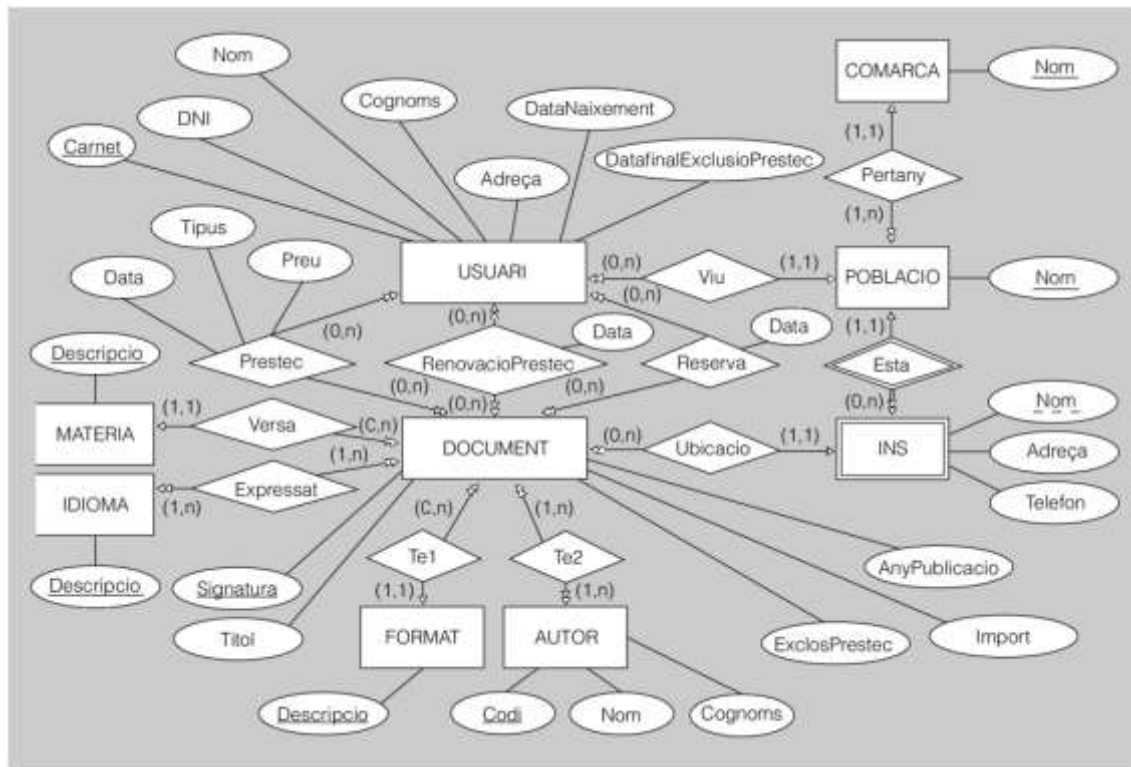 Nom
COMARCA
Nom
Cognoms
DataNaixement
DNI
(1,1)
Carnet
DatafinalExclusioPrestec
Adreça
Pertany
Tipus
(1,n)
Preu
(0,n)
(1,1)
USUARI
Viu
POBLACIO
Nom
Data
(0,n)
(0,n)
(0,n)
Data
Data
(1,1)
Descripcio
Prestec
RenovacioPrestec
Reserva
Esta
(0,n)
(0,n)
(0,n)
(0,n)
Nom
(1,1)
Versa
(C,n)
MATERIA
DOCUMENT
(0,n)
Ubicacio
(1,1)
INS
Adreça
(1,n)
IDIOMA
(1,n)
Expressat
Telefon
(C,n)
(1,n)
Te1
Te2
AnyPublicacio
Descripcio
Signatura
(1,1)
(1,n)
Titol
FORMAT
AUTOR
ExclosPrestec
Import
Descripcio
Codi
Nom
Cognoms